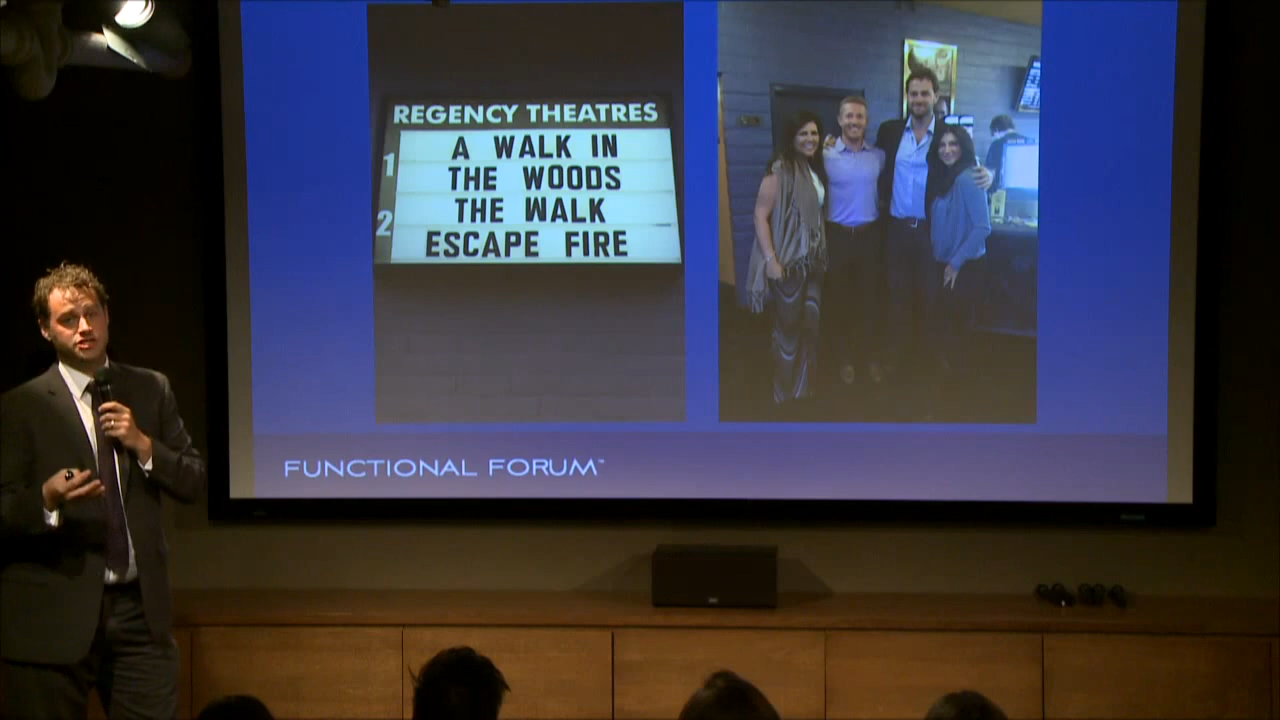 REGENCY THEATRES
1
A WALK IN
THE WOODS
2
THE WALK
ESCAPE FIRE
FUNCTIONAL FORUM™